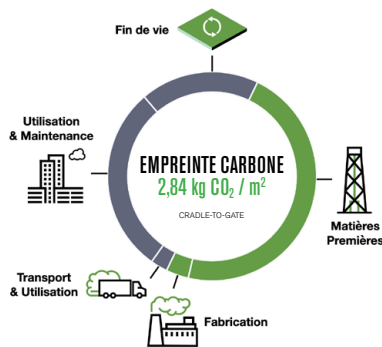 Fin de vie
Utilisation
& Maintenance
EMPREINTE CARBONE
2,84 kg CO₂ / m²
CRADLE-TO-GATE
Matières
Premières
Transport
& Utilisation
Fabrication